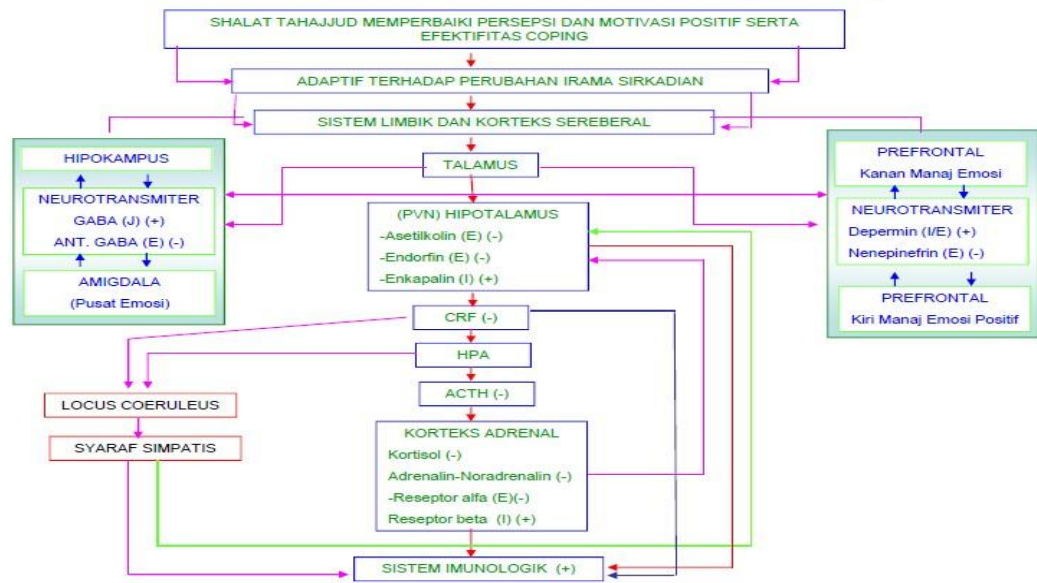 SHALAT TAHAJJUD MEMPERBAIKI PERSEPSI DAN MOTIVASI POSITIF SERTA
EFEKTIFITAS COPING
ADAPTIF TERHADAP PERUBAHAN IRAMA SIRKADIAN
SISTEM LIMBIK DAN KORTEKS SEREBERAL
HIPOKAMPUS
NEUROTRANSMITER
GABA (J) (+)
ANT. GABA (E) (-)
AMIGDALA
(Pusat Emosi)
TALAMUS
(PVN) HIPOTALAMUS
-Asetilkolin (E) (-)
-Endorfin (E) (-)
-Enkapalin (I) (+)
PREFRONTAL
Kanan Manaj Emosi
NEUROTRANSMITER
Depermin (I/E) (+)
Nenepinefrin (E) (-)
PREFRONTAL
Kiri Manaj Emosi Positif
CRF (-)
HPA
ACTH (-)
LOCUS COERULEUS
SYARAF SIMPATIS
KORTEKS ADRENAL
Kortisol (-)
Adrenalin-Noradrenalin (-)
-Reseptor alfa (E)(-)
Reseptor beta (I) (+)
SISTEM IMUNOLOGIK (+)